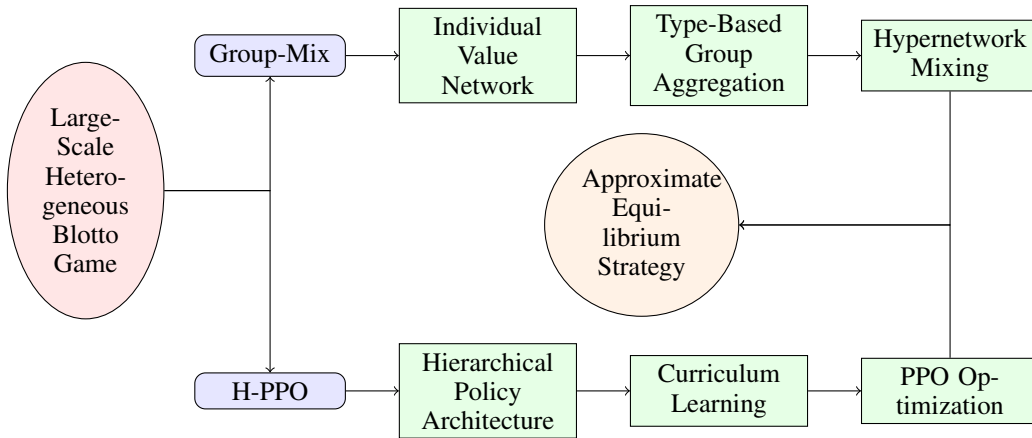 Group-Mix
Individual
Value
Network
Type-Based
Group
Aggregation
Hypernetwork
Mixing
Large-
Scale
Hetero-
geneous
Blotto
Game
Approximate
Equi-
librium
Strategy
H-PPO
Hierarchical
Policy
Architecture
Curriculum
Learning
PPO Op-
timization